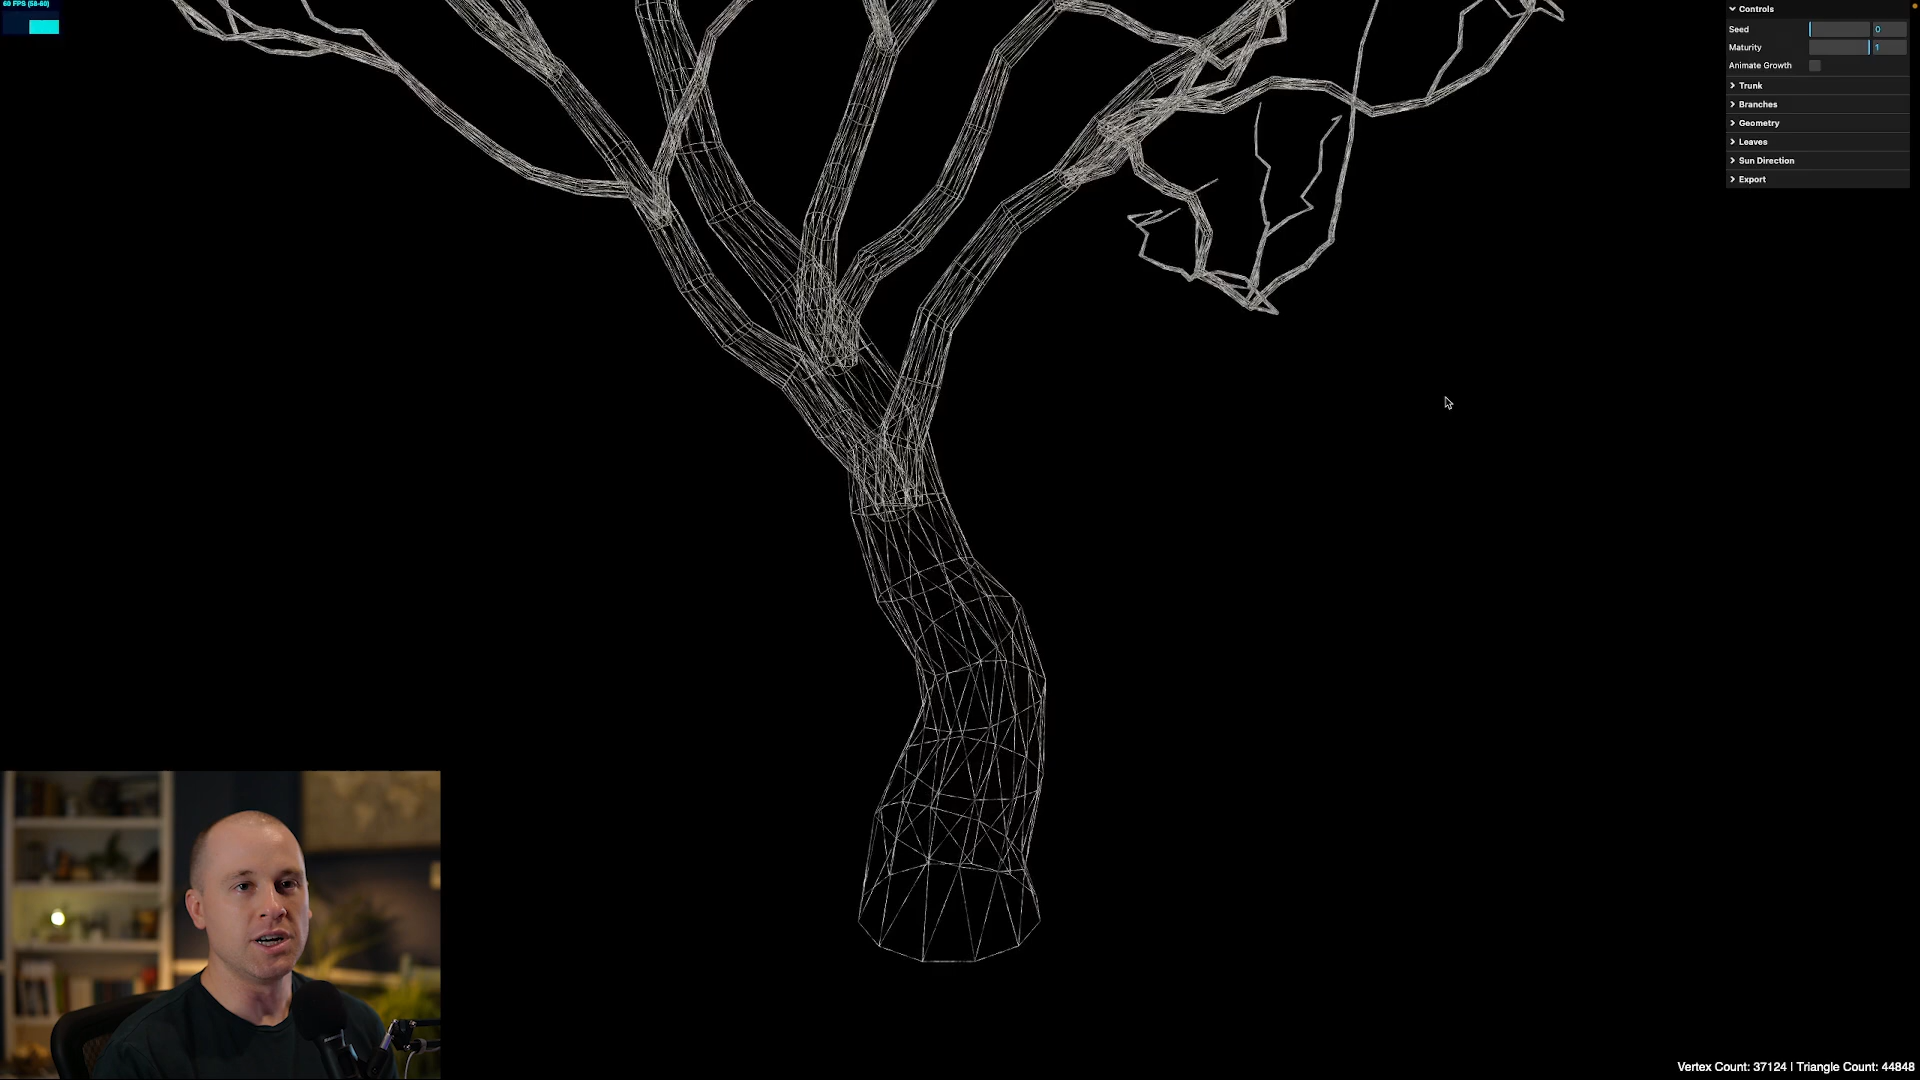 60 FPS (58-60)
Controls
Seed 0
Maturity 1
Animate Growth
Trunk
Branches
Geometry
Leaves
Sun Direction
Export
Vertex Count: 37124 | Triangle Count: 44848